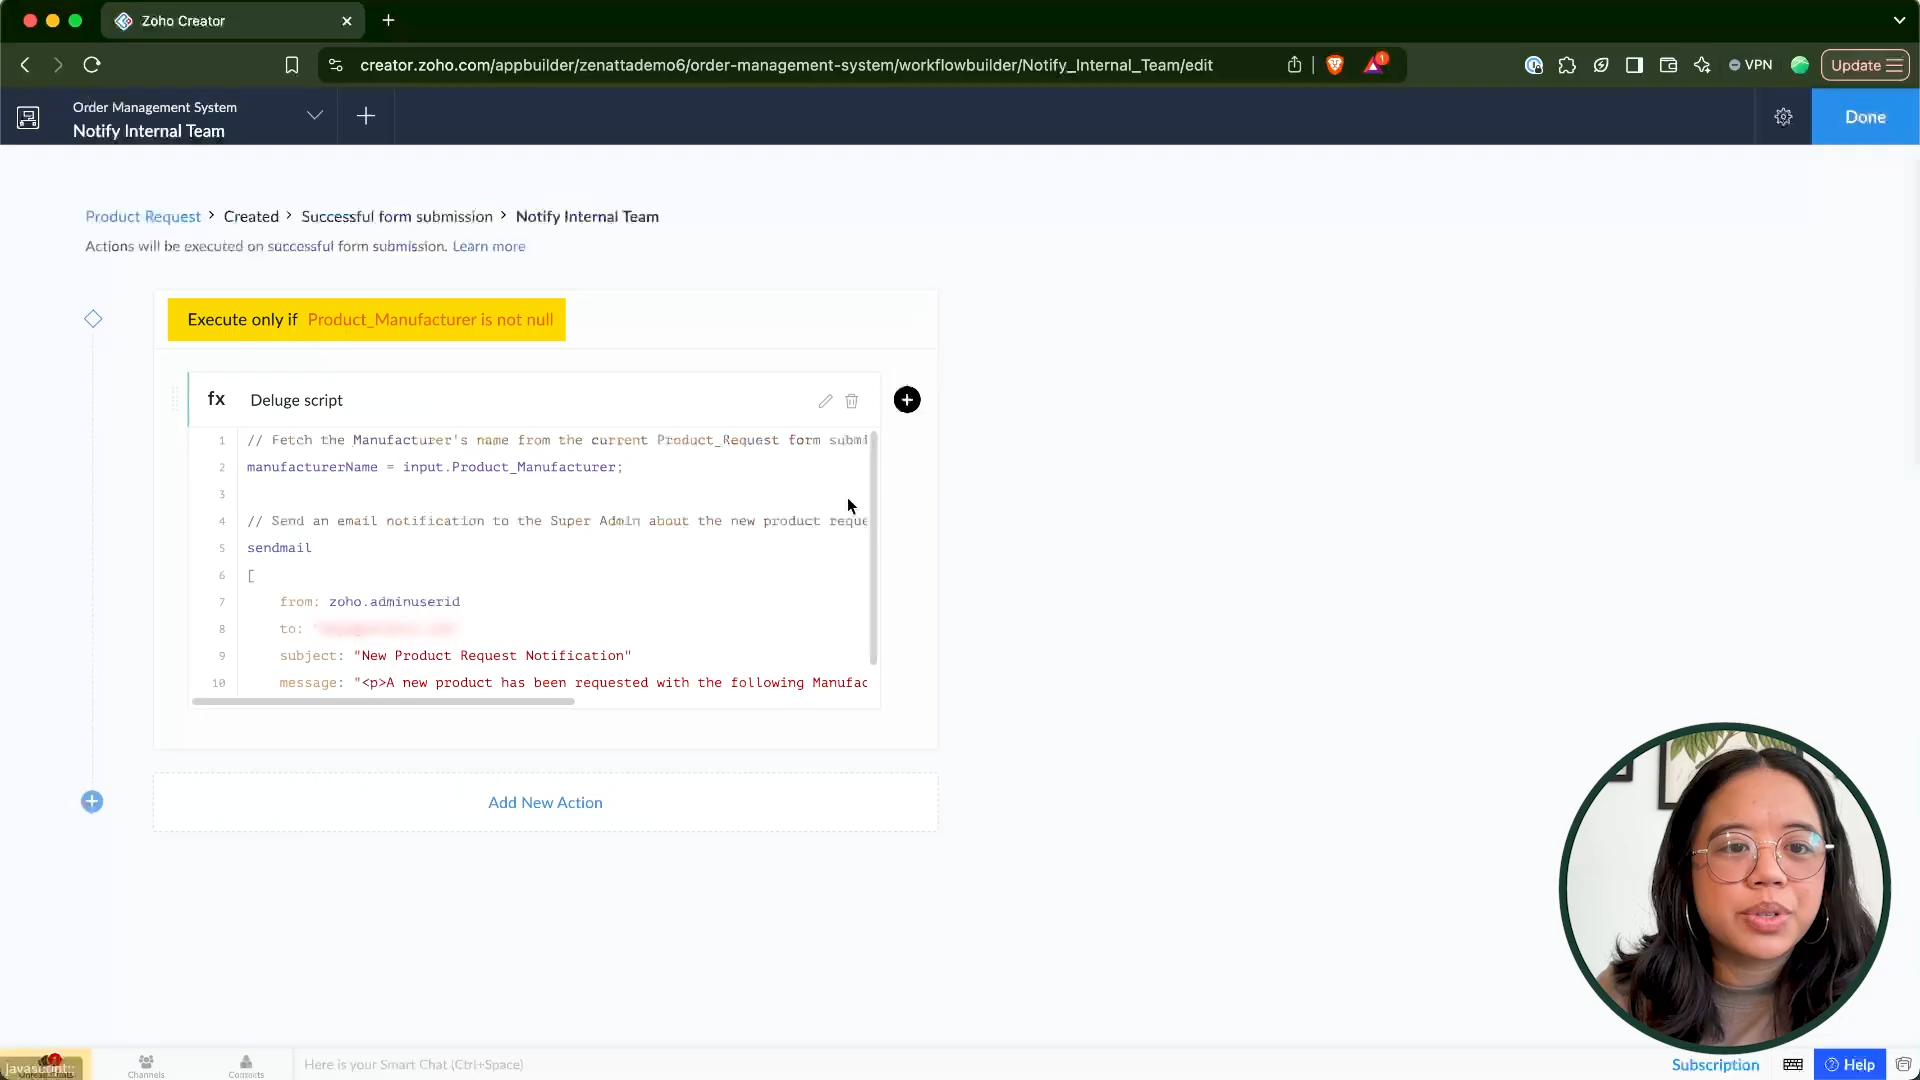 Zoho Creator
creator.zoho.com/appbuilder/zenattademo6/order-management-system/workflowbuilder/Notify_Internal_Team/edit
1
VPN
Update
Order Management System
Notify Internal Team
Done
Product Request > Created > Successful form submission > Notify Internal Team
Actions will be executed on successful form submission. Learn more
Execute only if Product_Manufacturer is not null
fx Deluge script
1 // Fetch the Manufacturer's name from the current Product_Request form submi
2 manufacturerName = input.Product_Manufacturer;
3
4 // Send an email notification to the Super Admin about the new product reque
5 sendmail
6 [
7 from: zoho.adminuserid
8 to:
9 subject: "New Product Request Notification"
10 message: "<p>A new product has been requested with the following Manufac
Add New Action
Channels
Contacts
Here is your Smart Chat (Ctrl+Space)
Subscription
Help